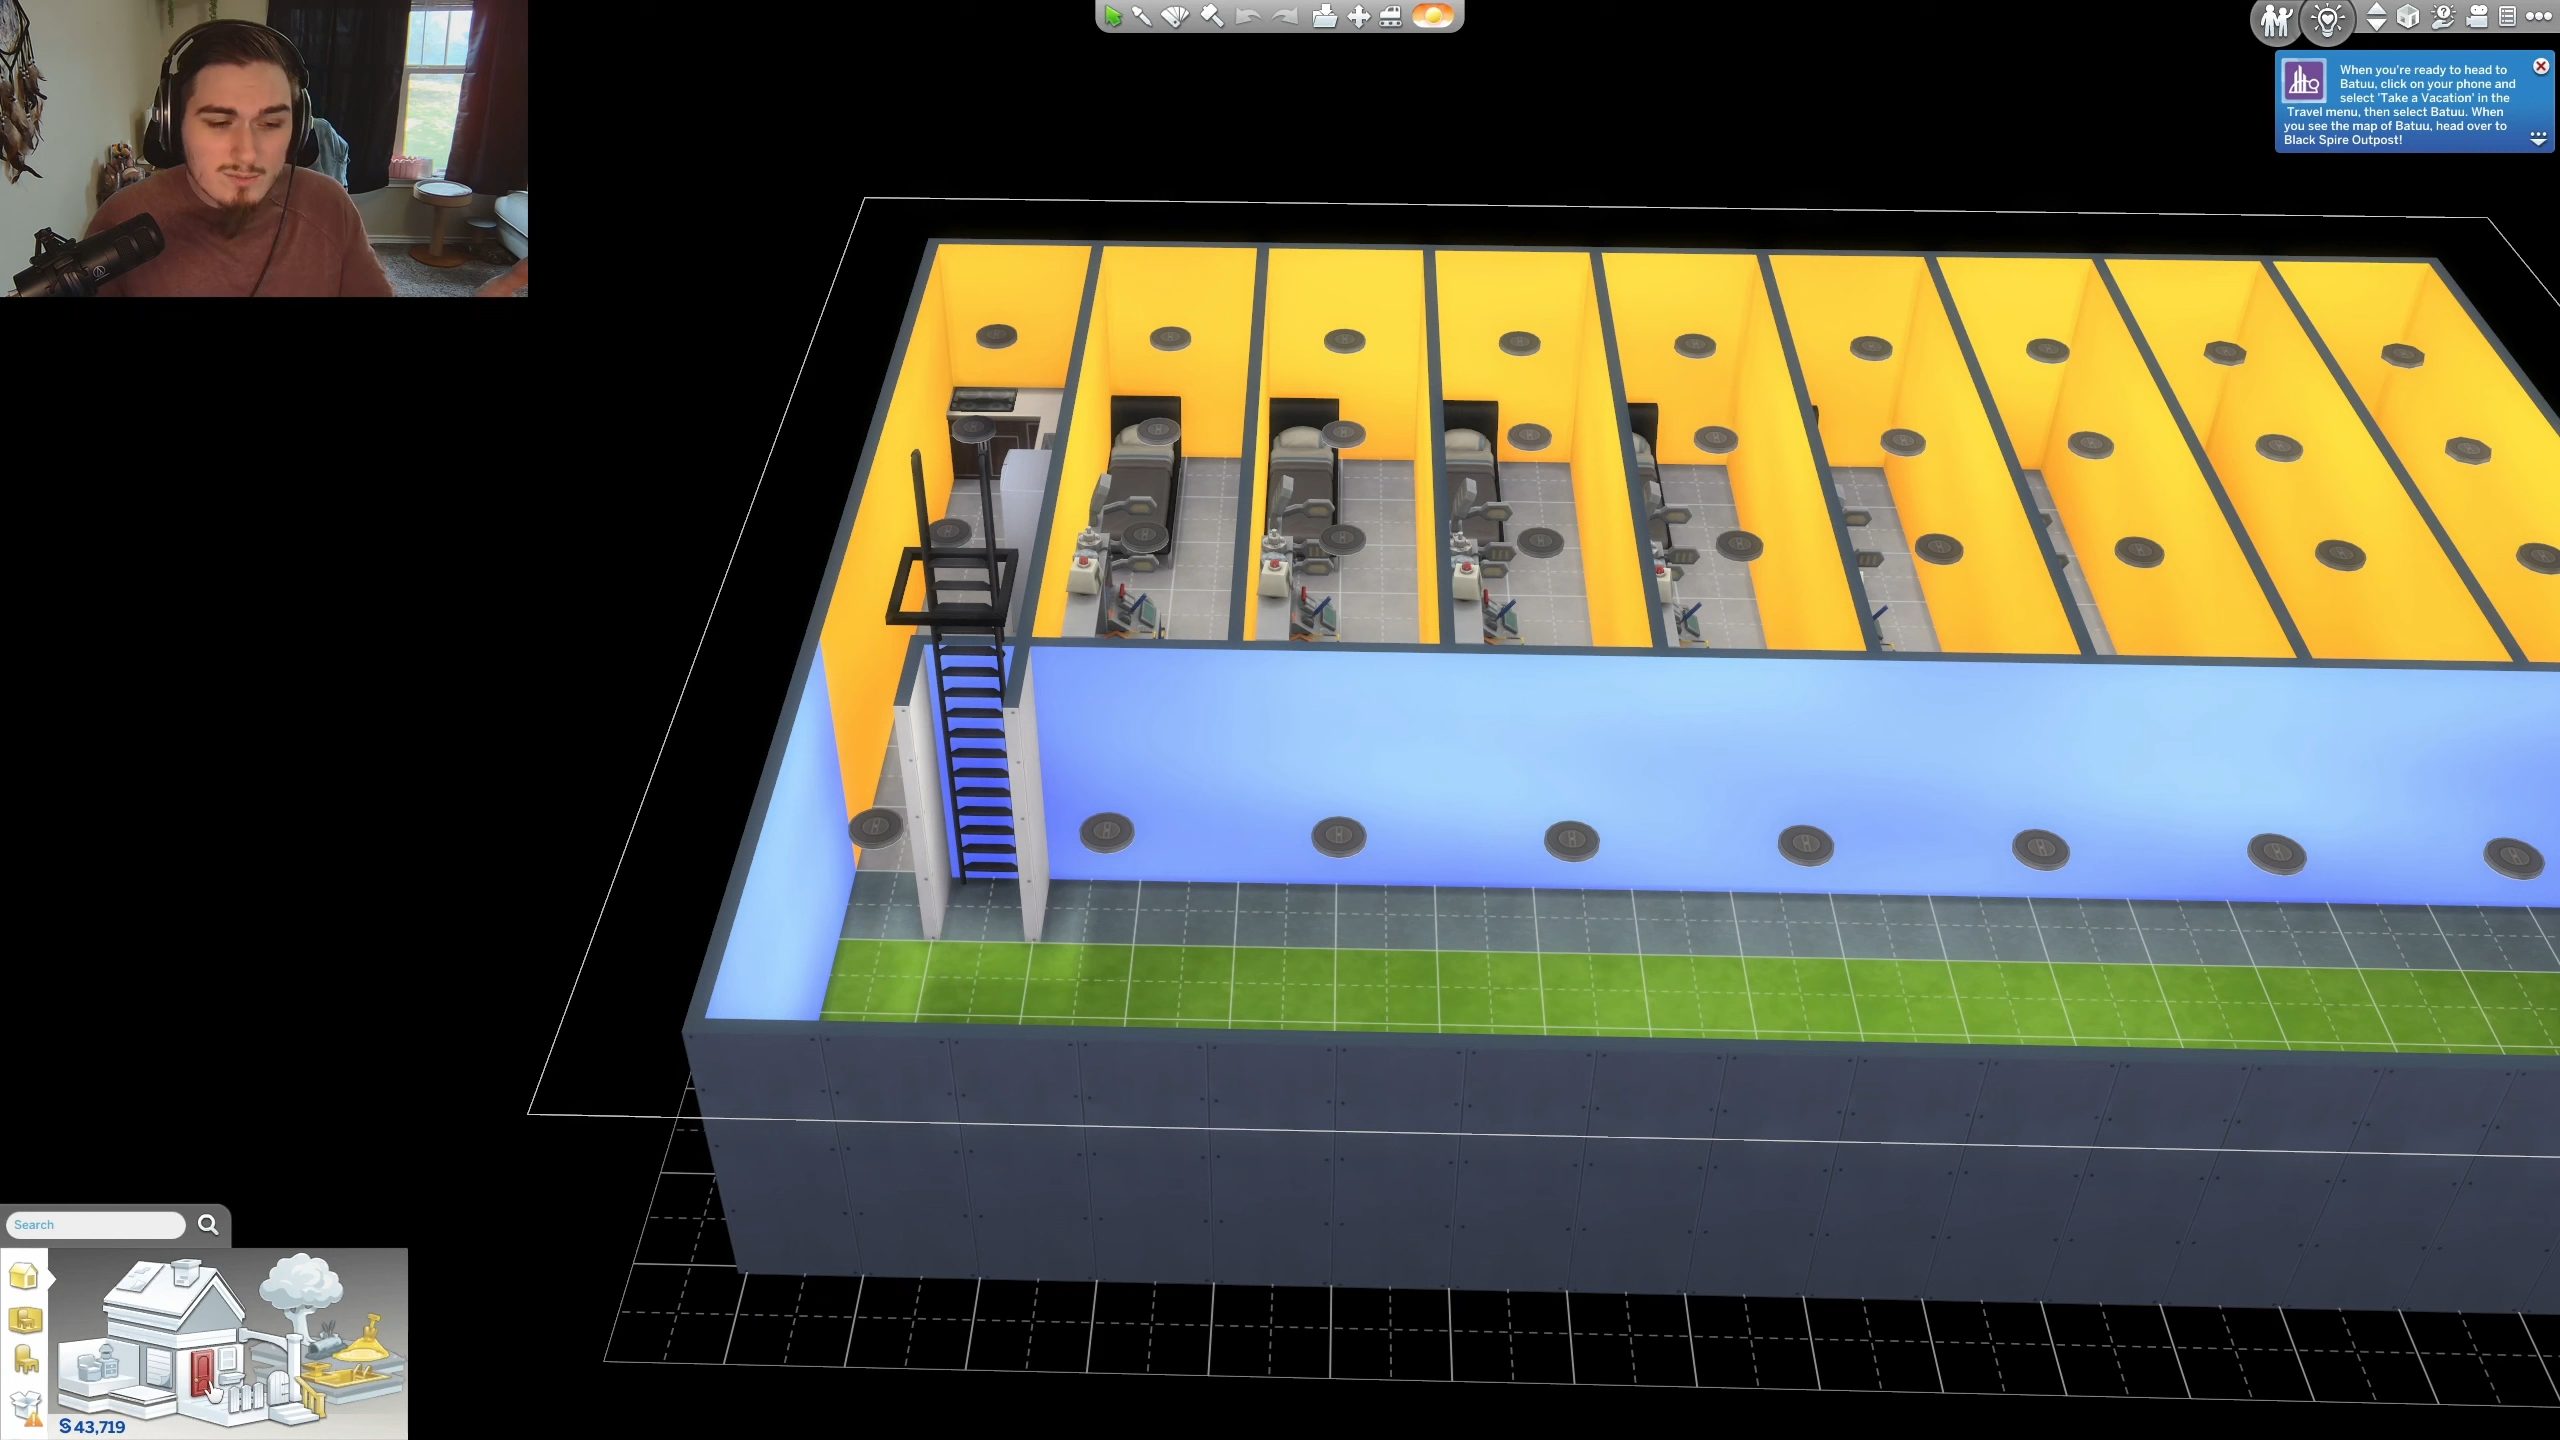 When you're ready to head to
Batuu, click on your phone and
select 'Take a Vacation' in the
Travel menu, then select Batuu. When
you see the map of Batuu, head over to
Black Spire Outpost!
Search
§43,719